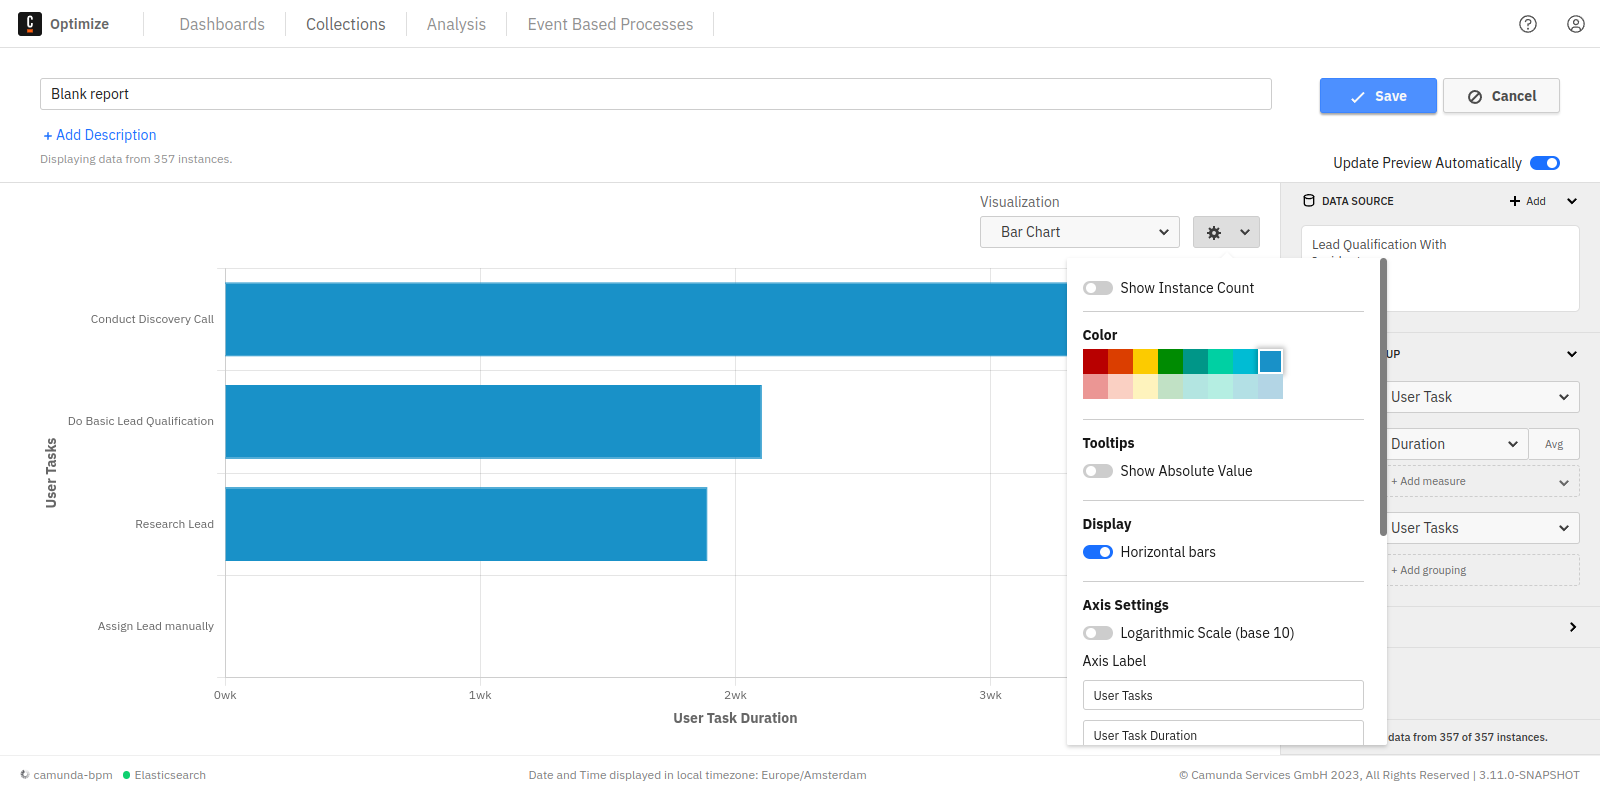 Optimize
Dashboards
Collections
Analysis
Event Based Processes
Blank report
Save
Cancel
+ Add Description
Displaying data from 357 instances.
Update Preview Automatically
Visualization
Bar Chart
DATA SOURCE
Add
Lead Qualification With
Conduct Discovery Call
Do Basic Lead Qualification
Research Lead
Assign Lead manually
User Tasks
0wk
1wk
2wk
3wk
User Task Duration
Show Instance Count
Color
Tooltips
Show Absolute Value
Display
Horizontal bars
Axis Settings
Logarithmic Scale (base 10)
Axis Label
User Tasks
User Task Duration
UP
User Task
Duration
Avg
+ Add measure
User Tasks
+ Add grouping
data from 357 of 357 instances.
camunda-bpm
Elasticsearch
Date and Time displayed in local timezone: Europe/Amsterdam
© Camunda Services GmbH 2023, All Rights Reserved | 3.11.0-SNAPSHOT